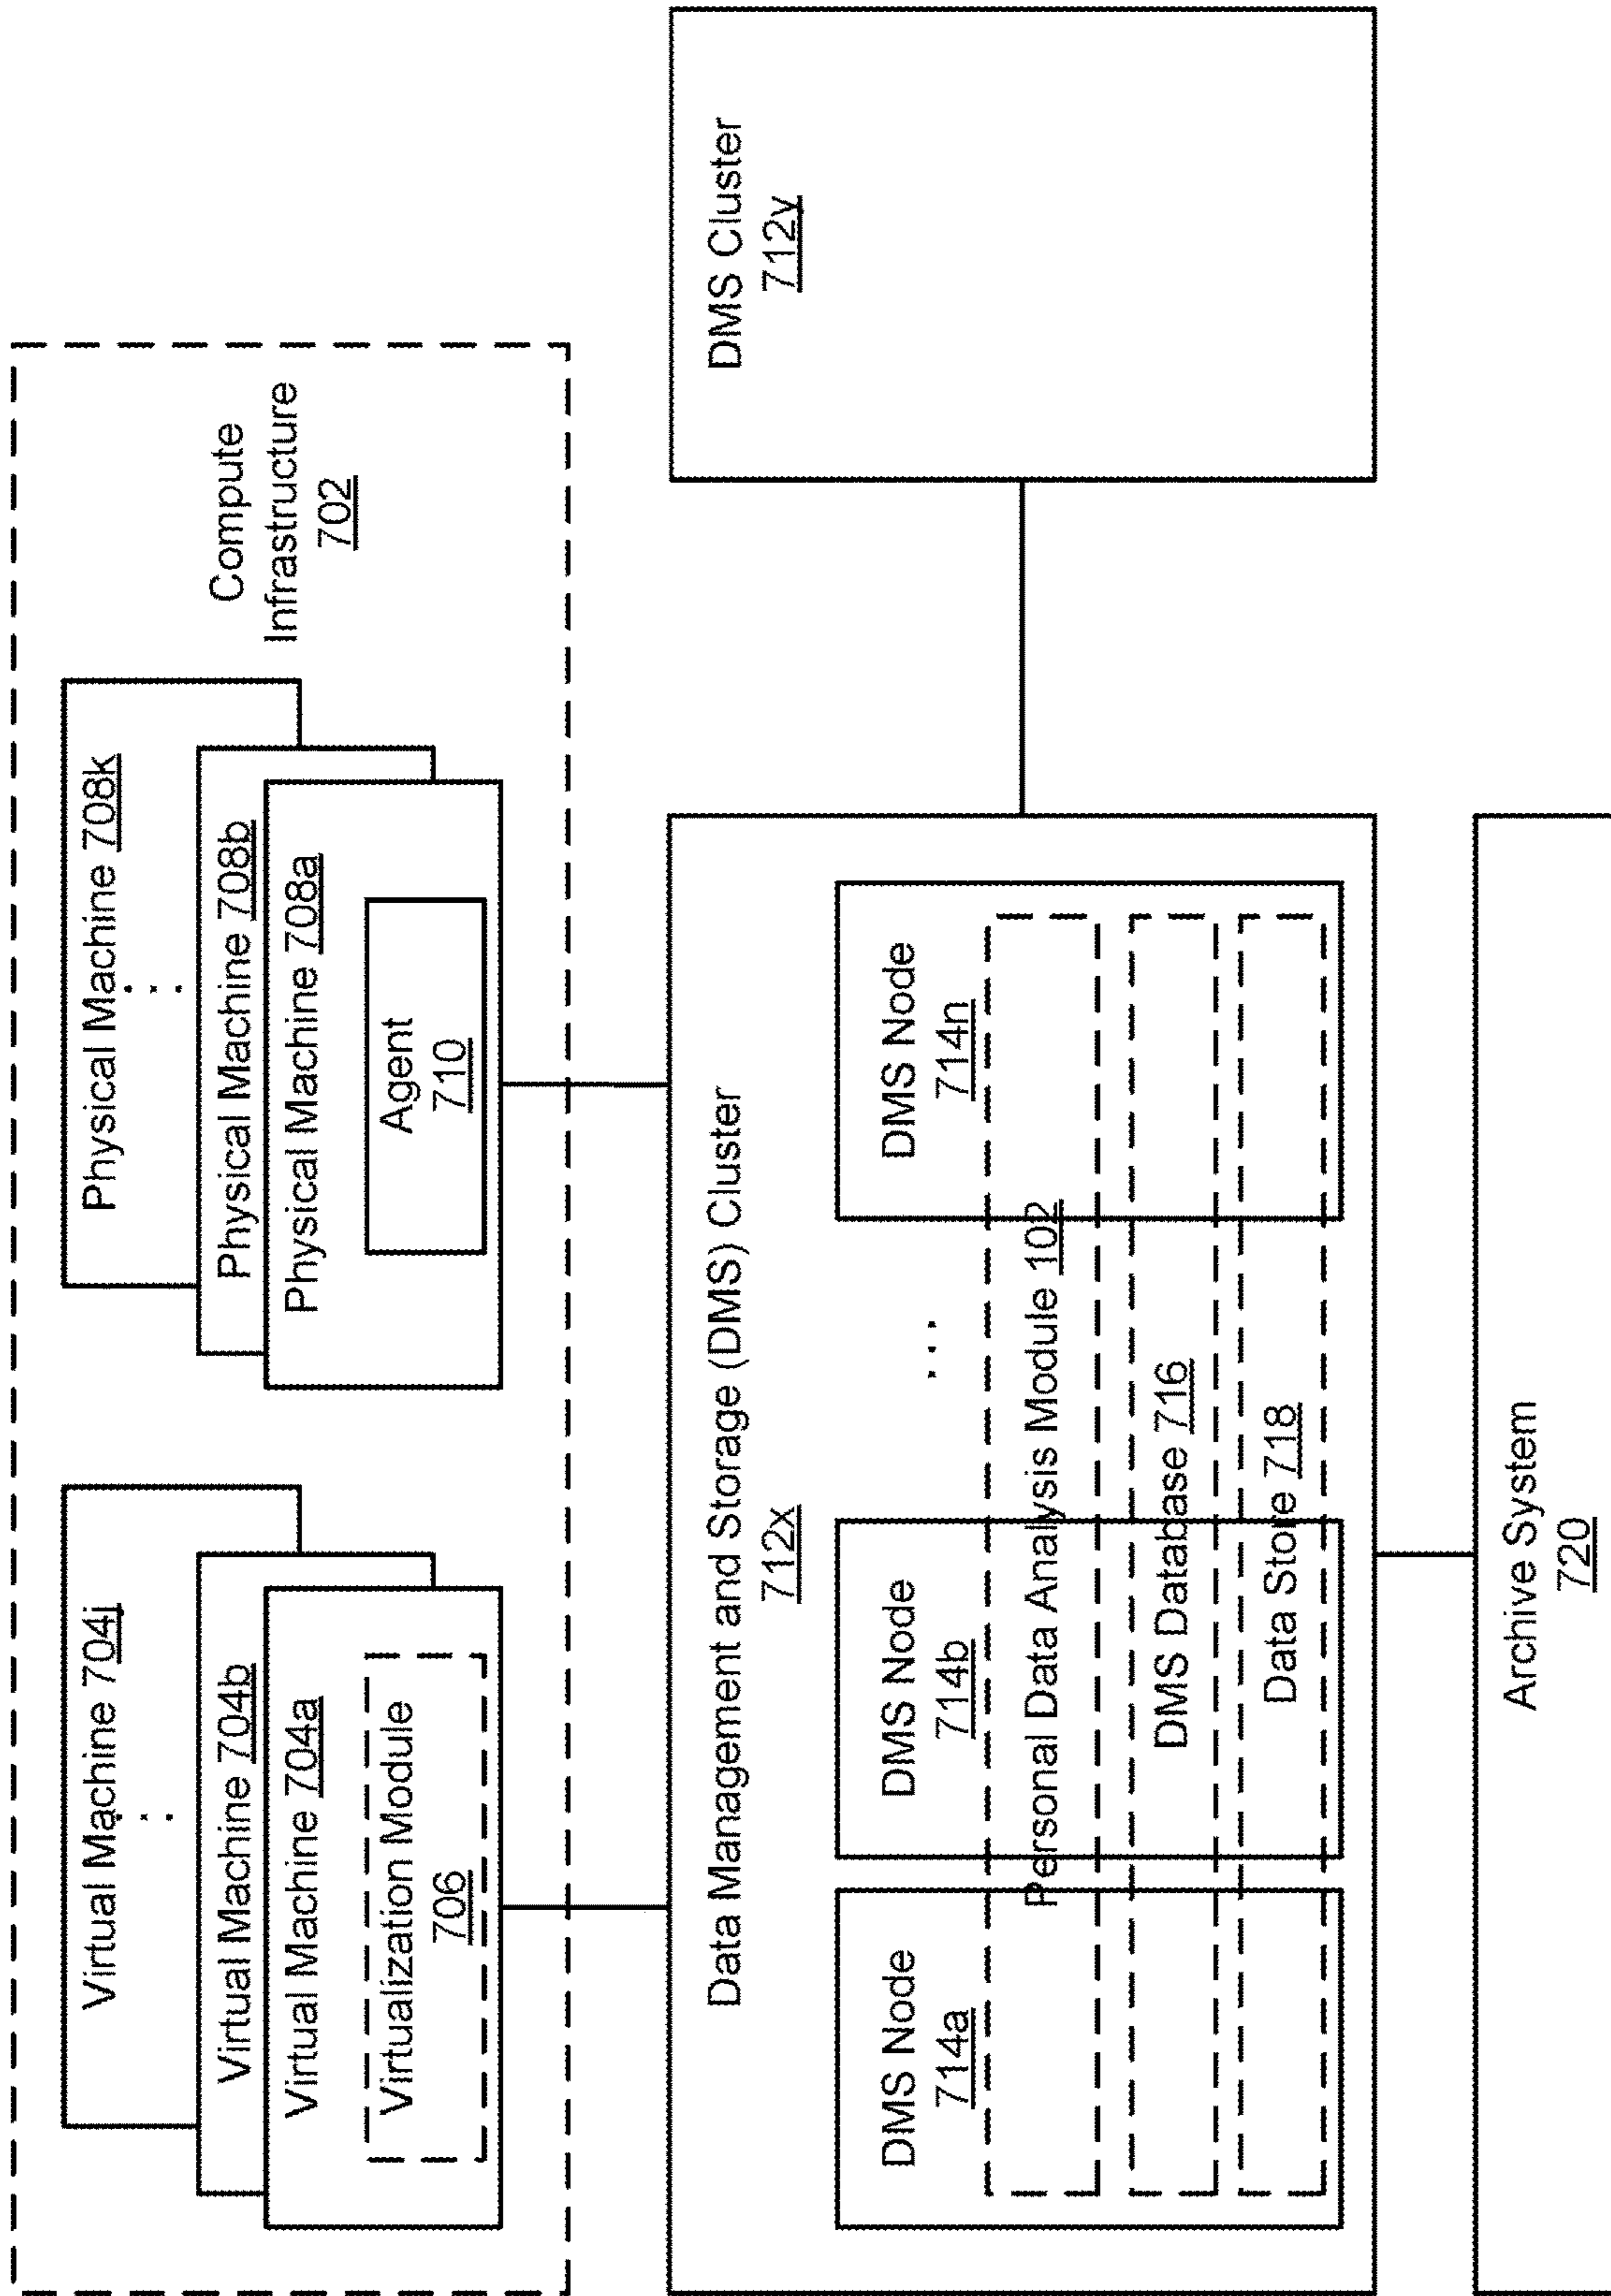 Virtual Machine 704j
Virtual Machine 704b
Virtual Machine 704a
Virtualization Module
706
Physical Machine 708k
Physical Machine 708b
Physical Machine 708a
Agent
710
Compute
Infrastructure
702
Data Management and Storage (DMS) Cluster
712x
DMS Node
714a
DMS Node
714b
...
DMS Node
714n
Personal Data Analysis Module 102
DMS Database 716
Data Store 718
DMS Cluster
712y
Archive System
720